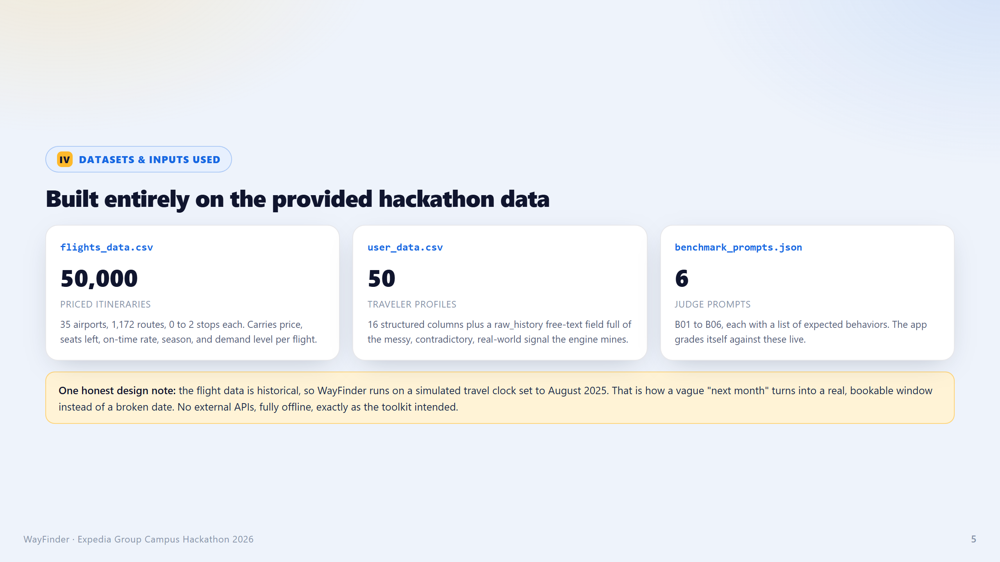 IV DATASETS & INPUTS USED
Built entirely on the provided hackathon data
flights_data.csv
50,000
PRICED ITINERARIES
35 airports, 1,172 routes, 0 to 2 stops each. Carries price,
seats left, on-time rate, season, and demand level per flight.
user_data.csv
50
TRAVELER PROFILES
16 structured columns plus a raw_history free-text field full of
the messy, contradictory, real-world signal the engine mines.
benchmark_prompts.json
6
JUDGE PROMPTS
B01 to B06, each with a list of expected behaviors. The app
grades itself against these live.
One honest design note: the flight data is historical, so WayFinder runs on a simulated travel clock set to August 2025. That is how a vague "next month" turns into a real, bookable window
instead of a broken date. No external APIs, fully offline, exactly as the toolkit intended.
WayFinder · Expedia Group Campus Hackathon 2026
5